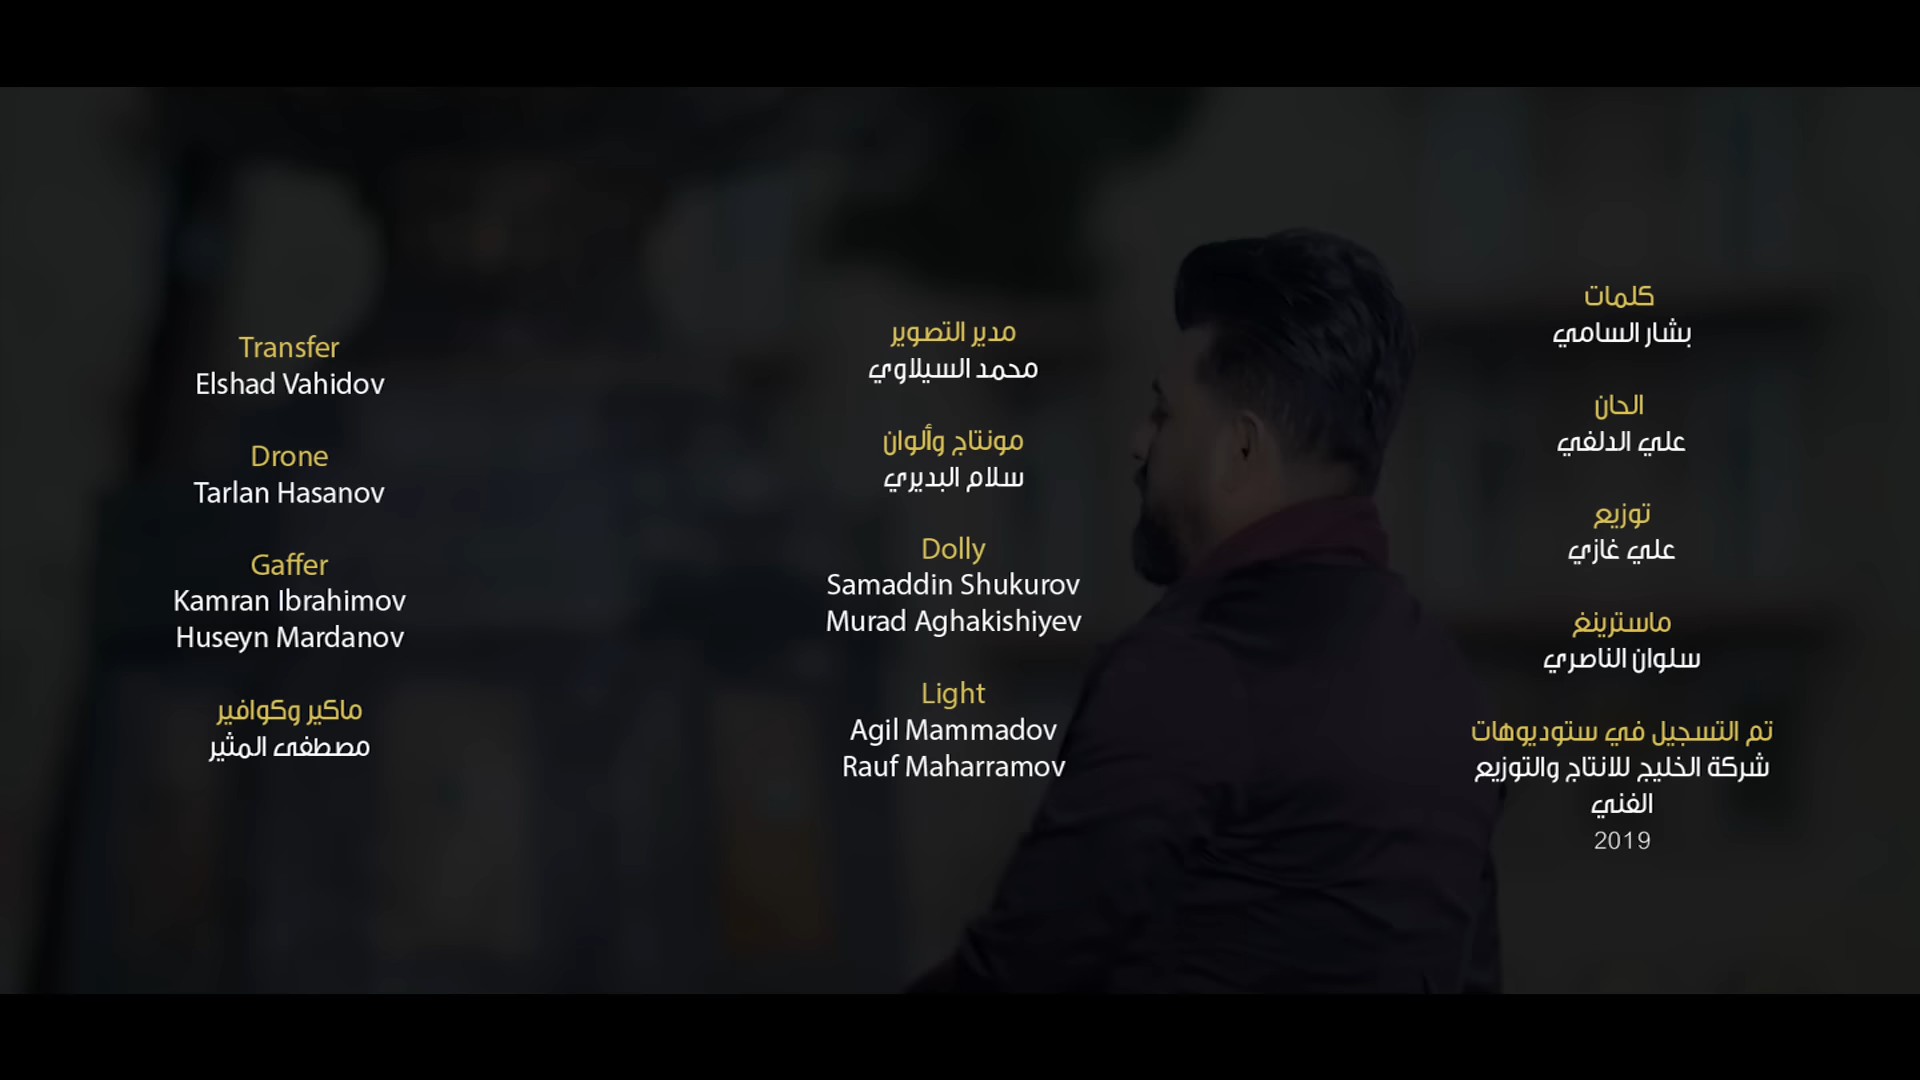 كلمات
بشار السامي
الحان
علي الدلفي
توزيع
علي غازي
ماسترينغ
سلوان الناصري
تم التسجيل في ستوديوهات
شركة الخليج للانتاج والتوزيع
الفني
2019
مدير التصوير
محمد السيلاوي
مونتاج وألوان
سلام البديري
Dolly
Samaddin Shukurov
Murad Aghakishiyev
Light
Agil Mammadov
Rauf Maharramov
Transfer
Elshad Vahidov
Drone
Tarlan Hasanov
Gaffer
Kamran Ibrahimov
Huseyn Mardanov
ماكير وكوافير
مصطفى المثير